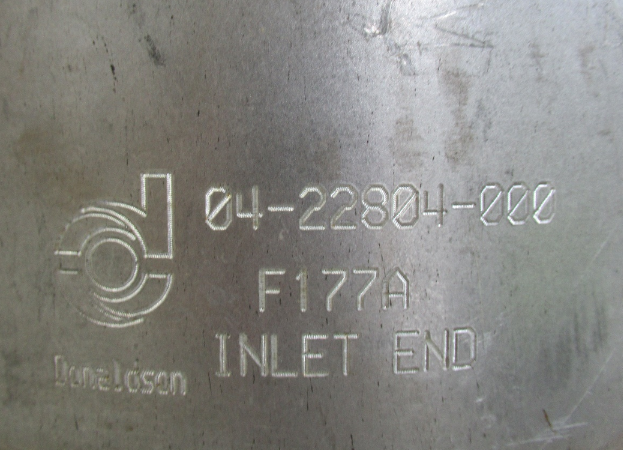 04-22804-000
F177A
INLET END
Donaldson